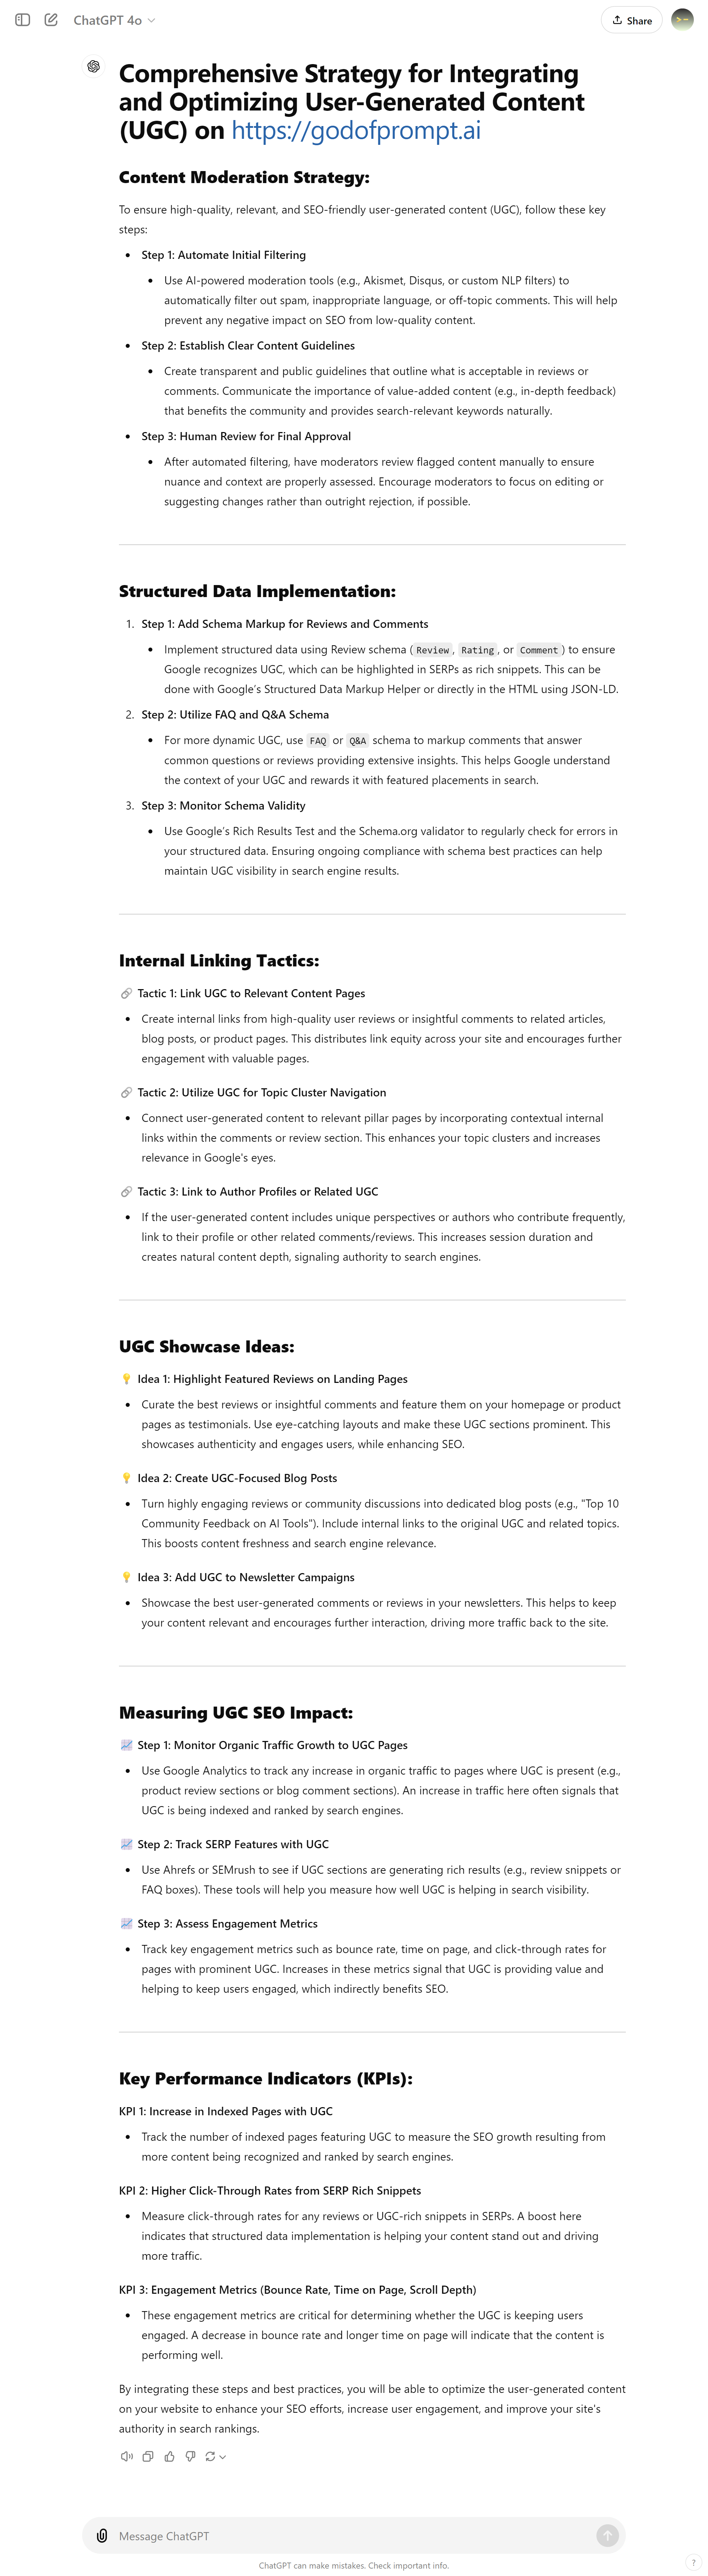 ChatGPT 4o
Share
Comprehensive Strategy for Integrating
and Optimizing User-Generated Content
(UGC) on https://godofprompt.ai
Content Moderation Strategy:
To ensure high-quality, relevant, and SEO-friendly user-generated content (UGC), follow these key
steps:
• Step 1: Automate Initial Filtering
• Use AI-powered moderation tools (e.g., Akismet, Disqus, or custom NLP filters) to
automatically filter out spam, inappropriate language, or off-topic comments. This will help
prevent any negative impact on SEO from low-quality content.
• Step 2: Establish Clear Content Guidelines
• Create transparent and public guidelines that outline what is acceptable in reviews or
comments. Communicate the importance of value-added content (e.g., in-depth feedback)
that benefits the community and provides search-relevant keywords naturally.
• Step 3: Human Review for Final Approval
• After automated filtering, have moderators review flagged content manually to ensure
nuance and context are properly assessed. Encourage moderators to focus on editing or
suggesting changes rather than outright rejection, if possible.
Structured Data Implementation:
1. Step 1: Add Schema Markup for Reviews and Comments
• Implement structured data using Review schema (Review, Rating, or Comment) to ensure
Google recognizes UGC, which can be highlighted in SERPs as rich snippets. This can be
done with Google's Structured Data Markup Helper or directly in the HTML using JSON-LD.
2. Step 2: Utilize FAQ and Q&A Schema
• For more dynamic UGC, use FAQ or Q&A schema to markup comments that answer
common questions or reviews providing extensive insights. This helps Google understand
the context of your UGC and rewards it with featured placements in search.
3. Step 3: Monitor Schema Validity
• Use Google's Rich Results Test and the Schema.org validator to regularly check for errors in
your structured data. Ensuring ongoing compliance with schema best practices can help
maintain UGC visibility in search engine results.
Internal Linking Tactics:
🔗 Tactic 1: Link UGC to Relevant Content Pages
• Create internal links from high-quality user reviews or insightful comments to related articles,
blog posts, or product pages. This distributes link equity across your site and encourages further
engagement with valuable pages.
🔗 Tactic 2: Utilize UGC for Topic Cluster Navigation
• Connect user-generated content to relevant pillar pages by incorporating contextual internal
links within the comments or review section. This enhances your topic clusters and increases
relevance in Google's eyes.
🔗 Tactic 3: Link to Author Profiles or Related UGC
• If the user-generated content includes unique perspectives or authors who contribute frequently,
link to their profile or other related comments/reviews. This increases session duration and
creates natural content depth, signaling authority to search engines.
UGC Showcase Ideas:
💡 Idea 1: Highlight Featured Reviews on Landing Pages
• Curate the best reviews or insightful comments and feature them on your homepage or product
pages as testimonials. Use eye-catching layouts and make these UGC sections prominent. This
showcases authenticity and engages users, while enhancing SEO.
💡 Idea 2: Create UGC-Focused Blog Posts
• Turn highly engaging reviews or community discussions into dedicated blog posts (e.g., "Top 10
Community Feedback on AI Tools"). Include internal links to the original UGC and related topics.
This boosts content freshness and search engine relevance.
💡 Idea 3: Add UGC to Newsletter Campaigns
• Showcase the best user-generated comments or reviews in your newsletters. This helps to keep
your content relevant and encourages further interaction, driving more traffic back to the site.
Measuring UGC SEO Impact:
📈 Step 1: Monitor Organic Traffic Growth to UGC Pages
• Use Google Analytics to track any increase in organic traffic to pages where UGC is present (e.g.,
product review sections or blog comment sections). An increase in traffic here often signals that
UGC is being indexed and ranked by search engines.
📈 Step 2: Track SERP Features with UGC
• Use Ahrefs or SEMrush to see if UGC sections are generating rich results (e.g., review snippets or
FAQ boxes). These tools will help you measure how well UGC is helping in search visibility.
📈 Step 3: Assess Engagement Metrics
• Track key engagement metrics such as bounce rate, time on page, and click-through rates for
pages with prominent UGC. Increases in these metrics signal that UGC is providing value and
helping to keep users engaged, which indirectly benefits SEO.
Key Performance Indicators (KPIs):
KPI 1: Increase in Indexed Pages with UGC
• Track the number of indexed pages featuring UGC to measure the SEO growth resulting from
more content being recognized and ranked by search engines.
KPI 2: Higher Click-Through Rates from SERP Rich Snippets
• Measure click-through rates for any reviews or UGC-rich snippets in SERPs. A boost here
indicates that structured data implementation is helping your content stand out and driving
more traffic.
KPI 3: Engagement Metrics (Bounce Rate, Time on Page, Scroll Depth)
• These engagement metrics are critical for determining whether the UGC is keeping users
engaged. A decrease in bounce rate and longer time on page will indicate that the content is
performing well.
By integrating these steps and best practices, you will be able to optimize the user-generated content
on your website to enhance your SEO efforts, increase user engagement, and improve your site's
authority in search rankings.
Message ChatGPT
ChatGPT can make mistakes. Check important info.
?